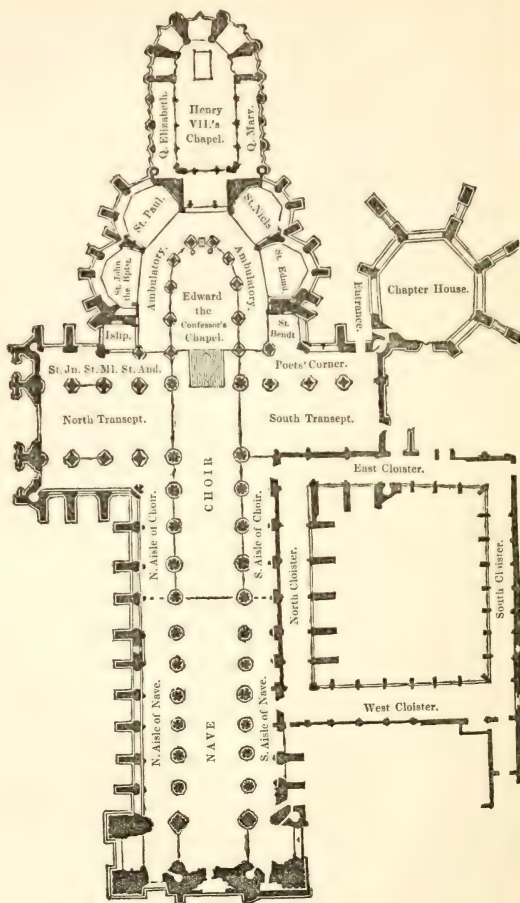 Q. Elizabeth.
Henry
VII.'s
Chapel.
Q. Mary.
St. Paul.
St. Nich
St. John
the Bptst.
Ambulatory.
Ambulatory.
St. Edmd.
Edward
the
Confessor's
Chapel.
Islip.
St.
Bendt
Entrance.
Chapter House.
St. Jn. St. Ml. St. And.
Poets' Corner.
North Transept.
South Transept.
CHOIR
N. Aisle of Choir.
S. Aisle of Choir.
East Cloister.
North Cloister.
South Cloister.
West Cloister.
N. Aisle of Nave.
NAVE
S. Aisle of Nave.